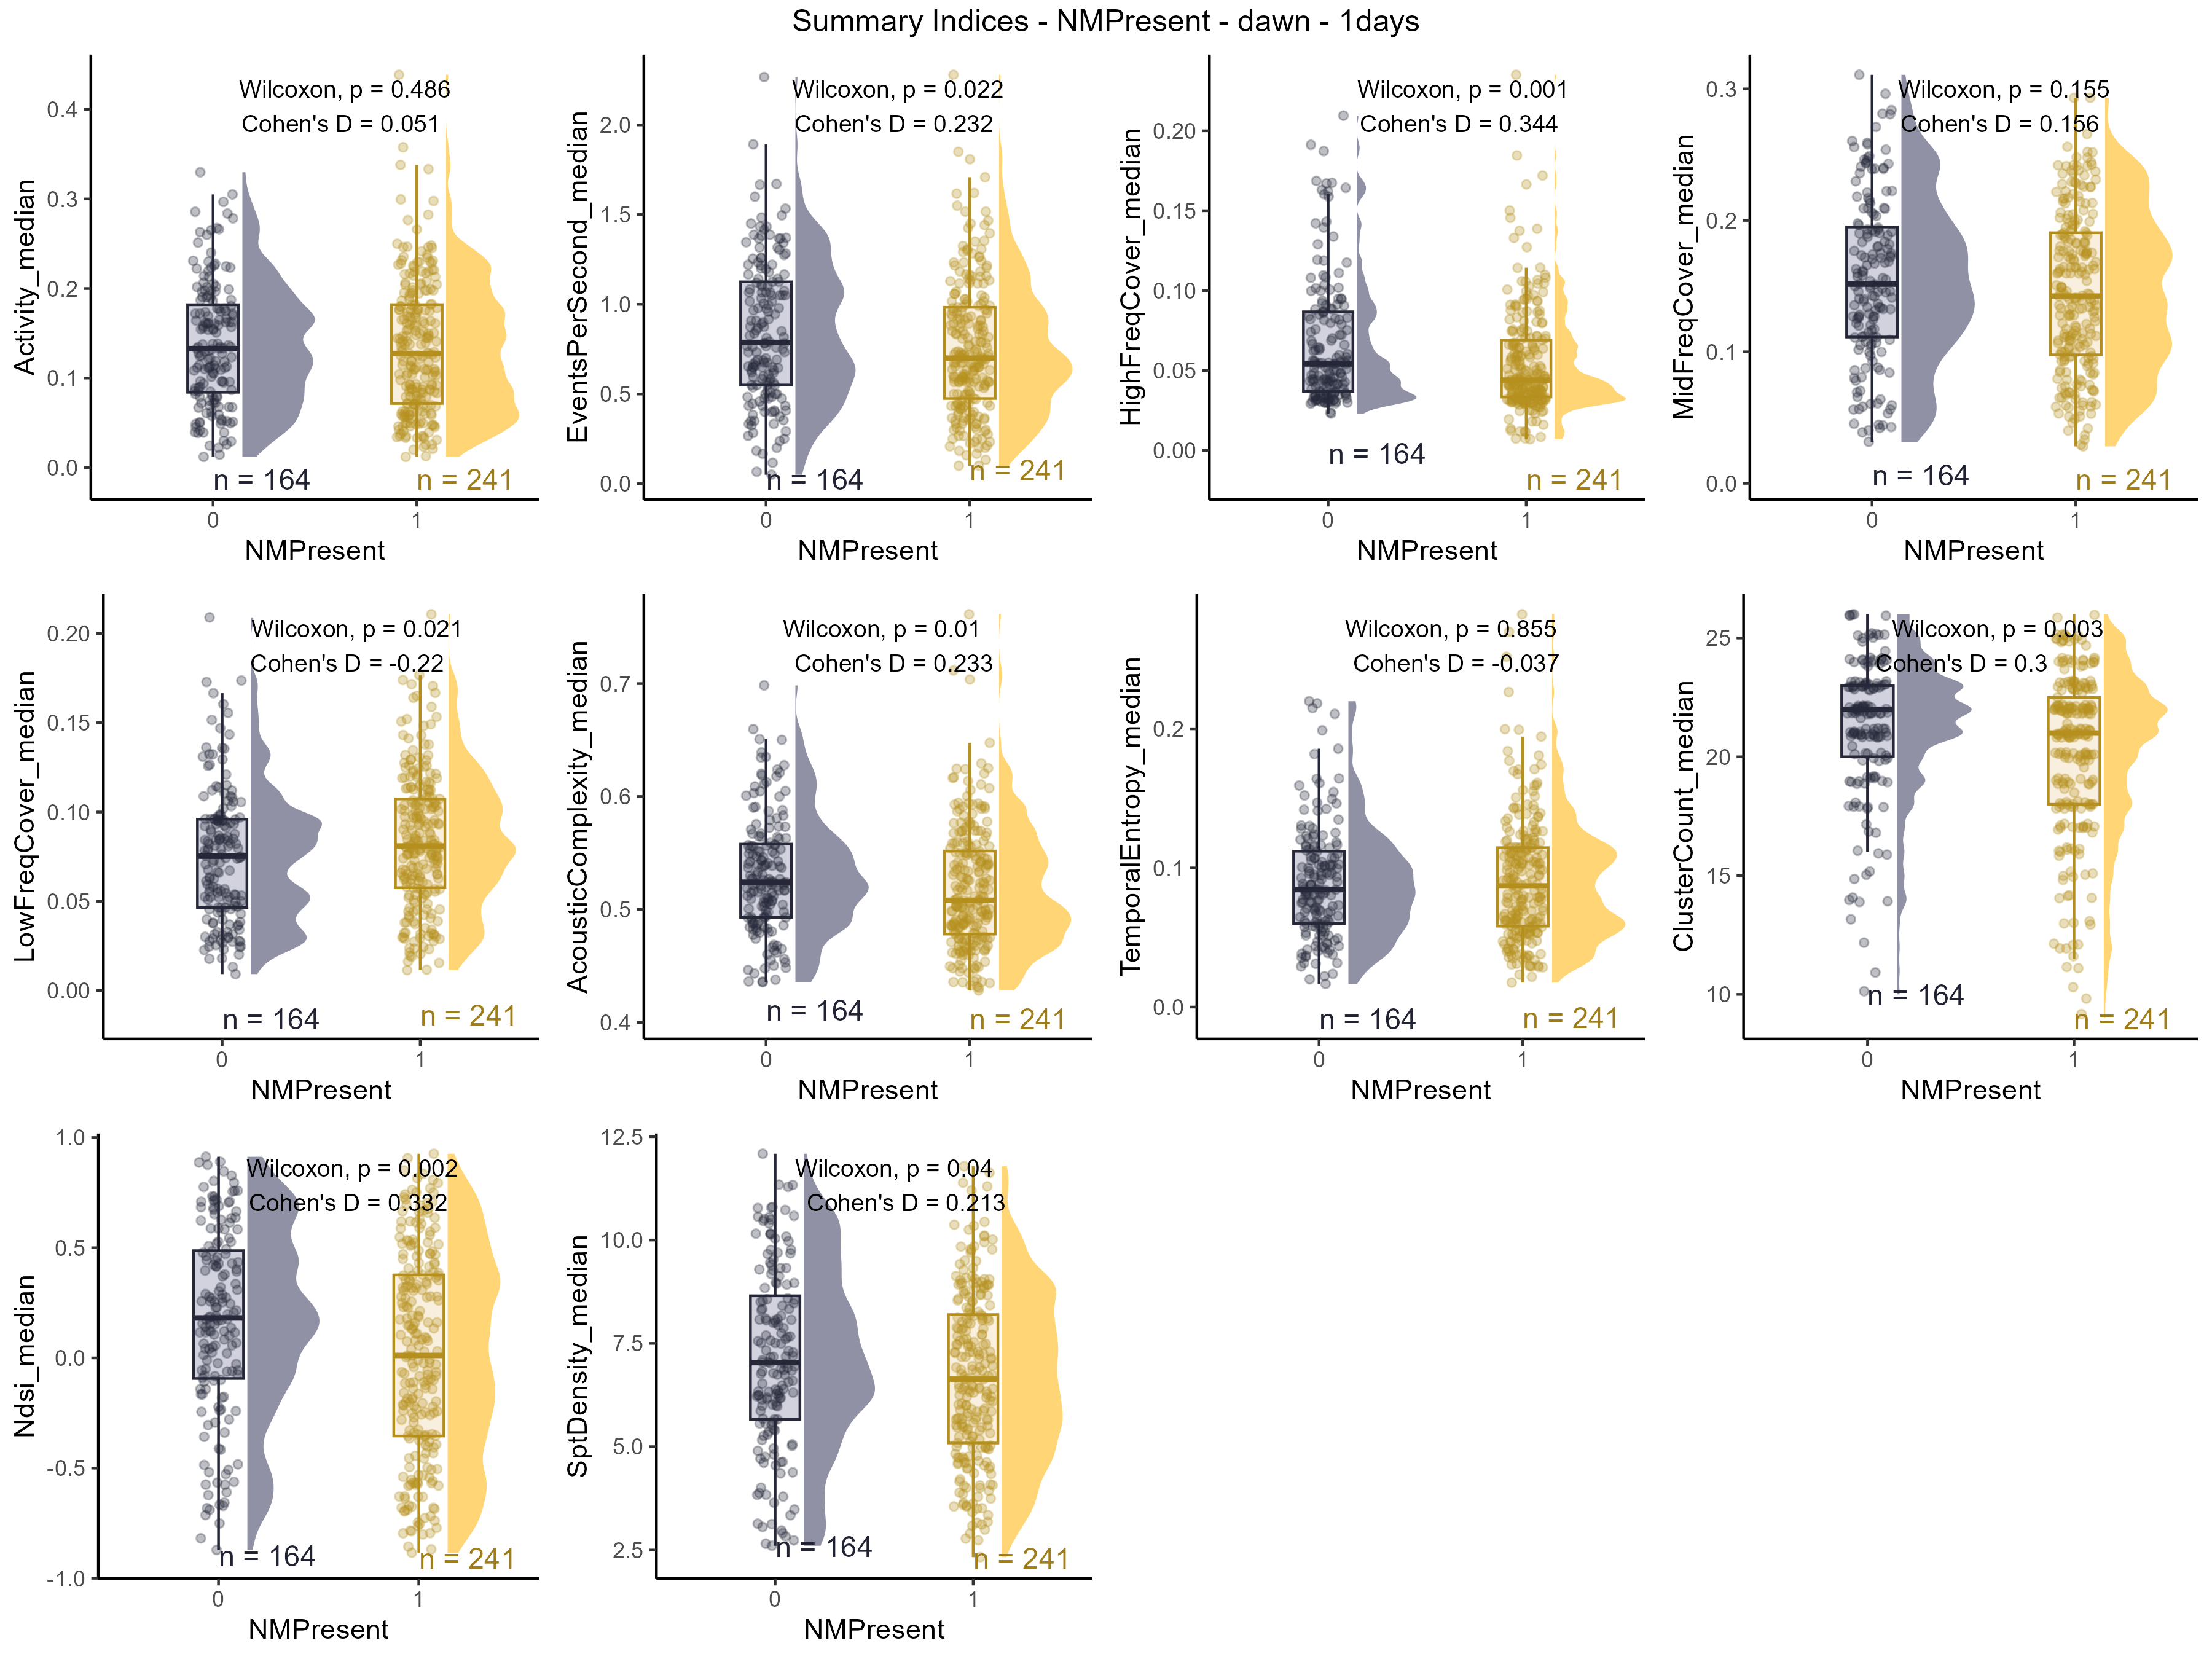 Summary Indices - NMPresent - dawn - 1days
Activity_median
Wilcoxon, p = 0.486
Cohen's D = 0.051
0.4
0.3
0.2
0.1
0.0
n = 164
n = 241
0
1
NMPresent
EventsPerSecond_median
Wilcoxon, p = 0.022
Cohen's D = 0.232
2.0
1.5
1.0
0.5
0.0
n = 164
n = 241
0
1
NMPresent
HighFreqCover_median
Wilcoxon, p = 0.001
Cohen's D = 0.344
0.20
0.15
0.10
0.05
0.00
n = 164
n = 241
0
1
NMPresent
MidFreqCover_median
Wilcoxon, p = 0.155
Cohen's D = 0.156
0.3
0.2
0.1
0.0
n = 164
n = 241
0
1
NMPresent
LowFreqCover_median
Wilcoxon, p = 0.021
Cohen's D = -0.22
0.20
0.15
0.10
0.05
0.00
n = 164
n = 241
0
1
NMPresent
AcousticComplexity_median
Wilcoxon, p = 0.01
Cohen's D = 0.233
0.7
0.6
0.5
0.4
n = 164
n = 241
0
1
NMPresent
TemporalEntropy_median
Wilcoxon, p = 0.855
Cohen's D = -0.037
0.2
0.1
0.0
n = 164
n = 241
0
1
NMPresent
ClusterCount_median
Wilcoxon, p = 0.003
Cohen's D = 0.3
25
20
15
10
n = 164
n = 241
0
1
NMPresent
Ndsi_median
Wilcoxon, p = 0.002
Cohen's D = 0.332
1.0
0.5
0.0
-0.5
-1.0
n = 164
n = 241
0
1
NMPresent
SptDensity_median
Wilcoxon, p = 0.04
Cohen's D = 0.213
12.5
10.0
7.5
5.0
2.5
n = 164
n = 241
0
1
NMPresent